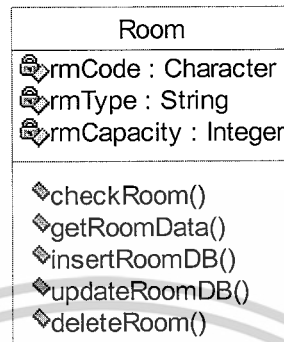 Room
rmCode : Character
rmType : String
rmCapacity : Integer
checkRoom()
getRoomData()
insertRoomDB()
updateRoomDB()
deleteRoom()